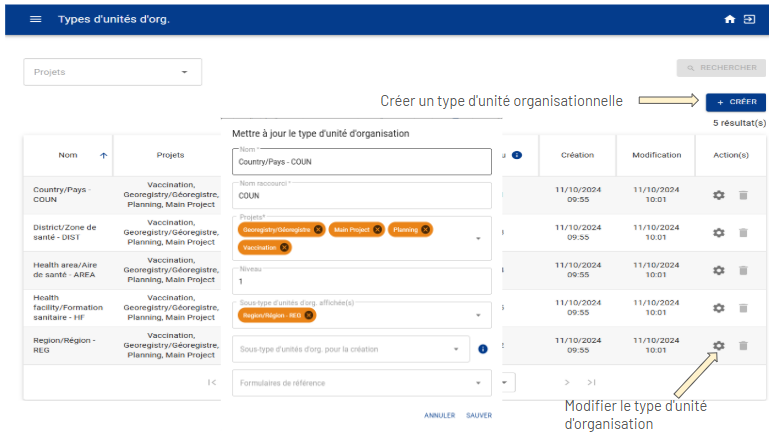 Types d'unités d'org.
Projets
RECHERCHER
Créer un type d'unité organisationnelle
+ CRÉER
5 résultat(s)
Nom
Projets
Création
Modification
Action(s)
Country/Pays -
COUN
Vaccination,
Georegistry/Géoregistre,
Planning, Main Project
11/10/2024
09:55
11/10/2024
10:01
District/Zone de
santé - DIST
Vaccination,
Georegistry/Géoregistre,
Planning, Main Project
11/10/2024
09:55
11/10/2024
10:01
Health area/Aire
de santé - AREA
Vaccination,
Georegistry/Géoregistre,
Planning, Main Project
11/10/2024
09:55
11/10/2024
10:01
Health
facility/Formation
sanitaire - HF
Vaccination,
Georegistry/Géoregistre,
Planning, Main Project
11/10/2024
09:55
11/10/2024
10:01
Region/Région -
REG
Vaccination,
Georegistry/Géoregistre,
Planning, Main Project
11/10/2024
09:55
11/10/2024
10:01
Mettre à jour le type d'unité d'organisation
Nom *
Country/Pays - COUN
Nom raccourci *
COUN
Projets*
Georegistry/Géoregistre
Main Project
Planning
Vaccination
Niveau
1
Sous-type d'unités d'org. affichée(s)
Region/Région - REG
Sous-type d'unités d'org. pour la création
Formulaires de référence
ANNULER
SAUVER
Modifier le type d'unité
d'organisation